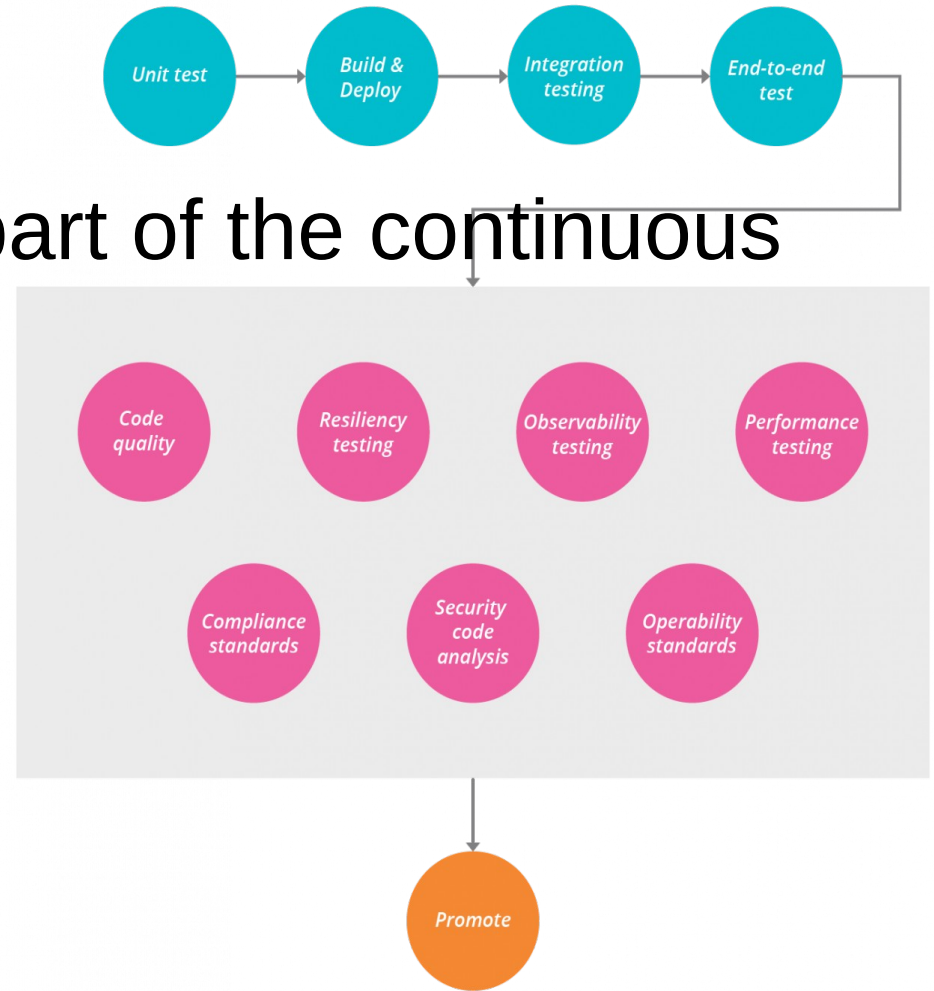 Unit test
Build &
Deploy
Integration
testing
End-to-end
test
part of the continuous
Code
quality
Resiliency
testing
Observability
testing
Performance
testing
Compliance
standards
Security
code
analysis
Operability
standards
Promote